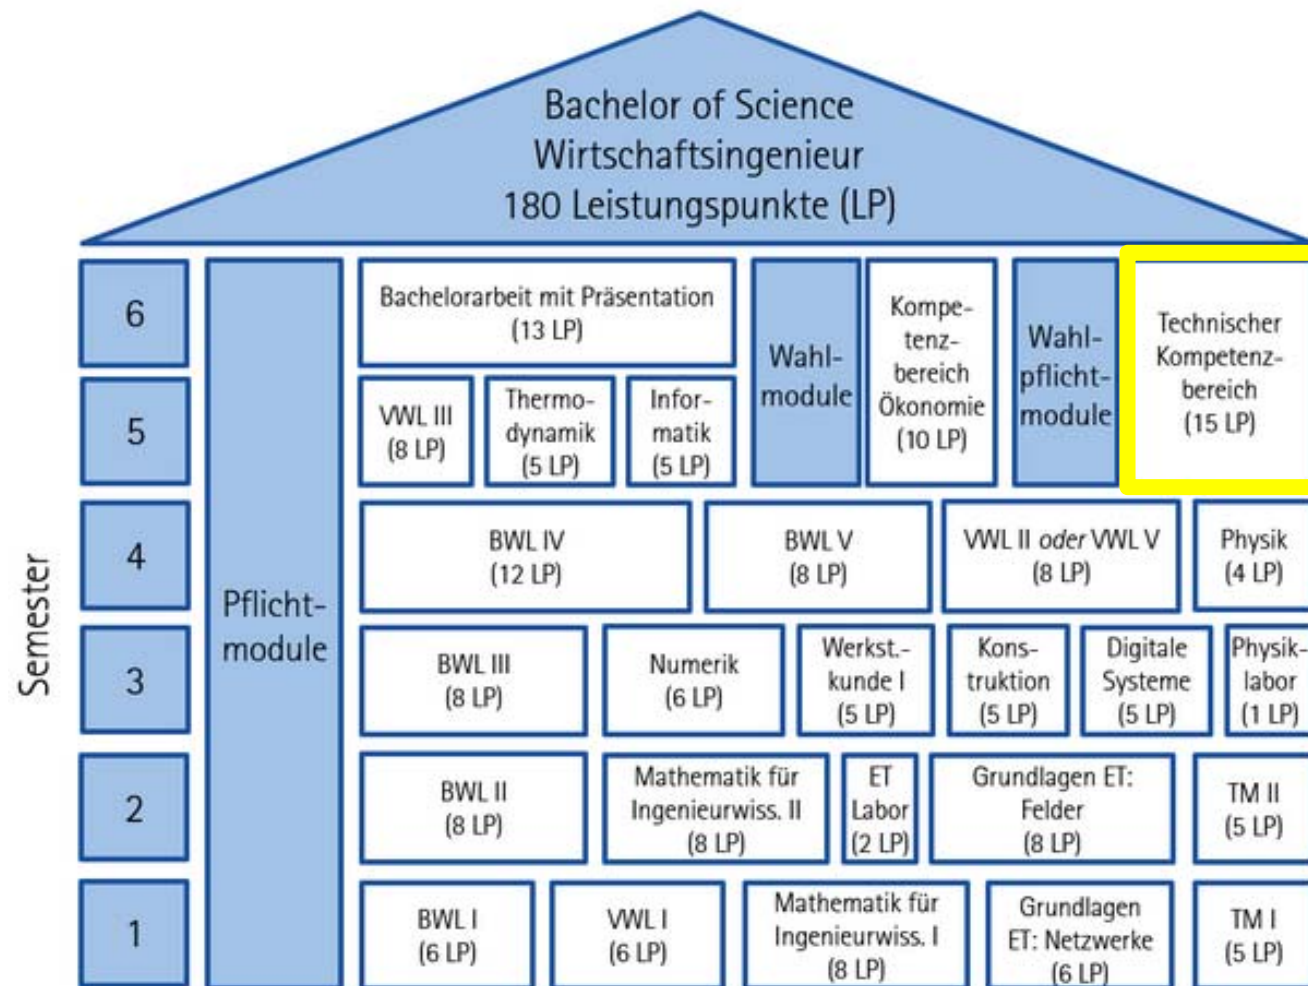 Bachelor of Science
Wirtschaftsingenieur
180 Leistungspunkte (LP)
Semester
6
Bachelorarbeit mit Präsentation
(13 LP)
5
VWL III
(8 LP)
Thermo-
dynamik
(5 LP)
Infor-
matik
(5 LP)
Wahl-
module
Kompe-
tenz-
bereich
Ökonomie
(10 LP)
Wahl-
pflicht-
module
Technischer
Kompetenz-
bereich
(15 LP)
Pflicht-
module
4
BWL IV
(12 LP)
BWL V
(8 LP)
VWL II oder VWL V
(8 LP)
Physik
(4 LP)
3
BWL III
(8 LP)
Numerik
(6 LP)
Werkst.-
kunde I
(5 LP)
Kons-
truktion
(5 LP)
Digitale
Systeme
(5 LP)
Physik-
labor
(1 LP)
2
BWL II
(8 LP)
Mathematik für
Ingenieurwiss. II
(8 LP)
ET
Labor
(2 LP)
Grundlagen ET:
Felder
(8 LP)
TM II
(5 LP)
1
BWL I
(6 LP)
VWL I
(6 LP)
Mathematik für
Ingenieurwiss. I
(8 LP)
Grundlagen
ET: Netzwerke
(6 LP)
TM I
(5 LP)